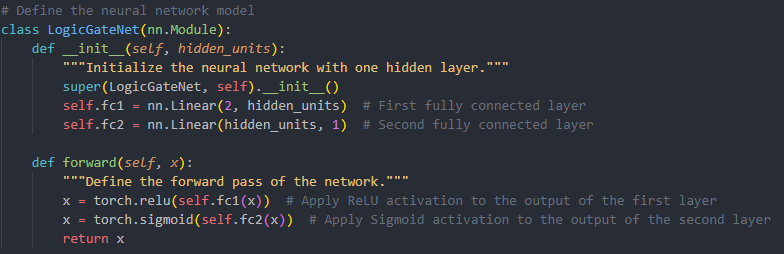 # Define the neural network model
class LogicGateNet(nn.Module):
    def __init__(self, hidden_units):
        """Initialize the neural network with one hidden layer."""
        super(LogicGateNet, self).__init__()
        self.fc1 = nn.Linear(2, hidden_units)  # First fully connected layer
        self.fc2 = nn.Linear(hidden_units, 1)  # Second fully connected layer

    def forward(self, x):
        """Define the forward pass of the network."""
        x = torch.relu(self.fc1(x))  # Apply ReLU activation to the output of the first layer
        x = torch.sigmoid(self.fc2(x))  # Apply Sigmoid activation to the output of the second layer
        return x